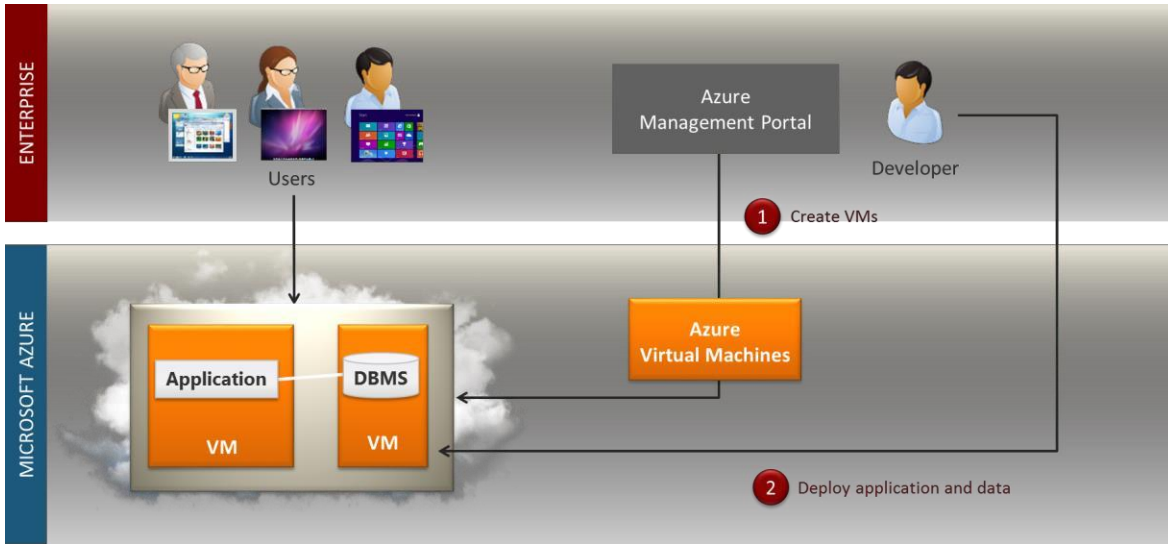 ENTERPRISE
Users
Azure
Management Portal
Developer
1 Create VMs
MICROSOFT AZURE
Application
DBMS
VM
VM
Azure
Virtual Machines
2 Deploy application and data